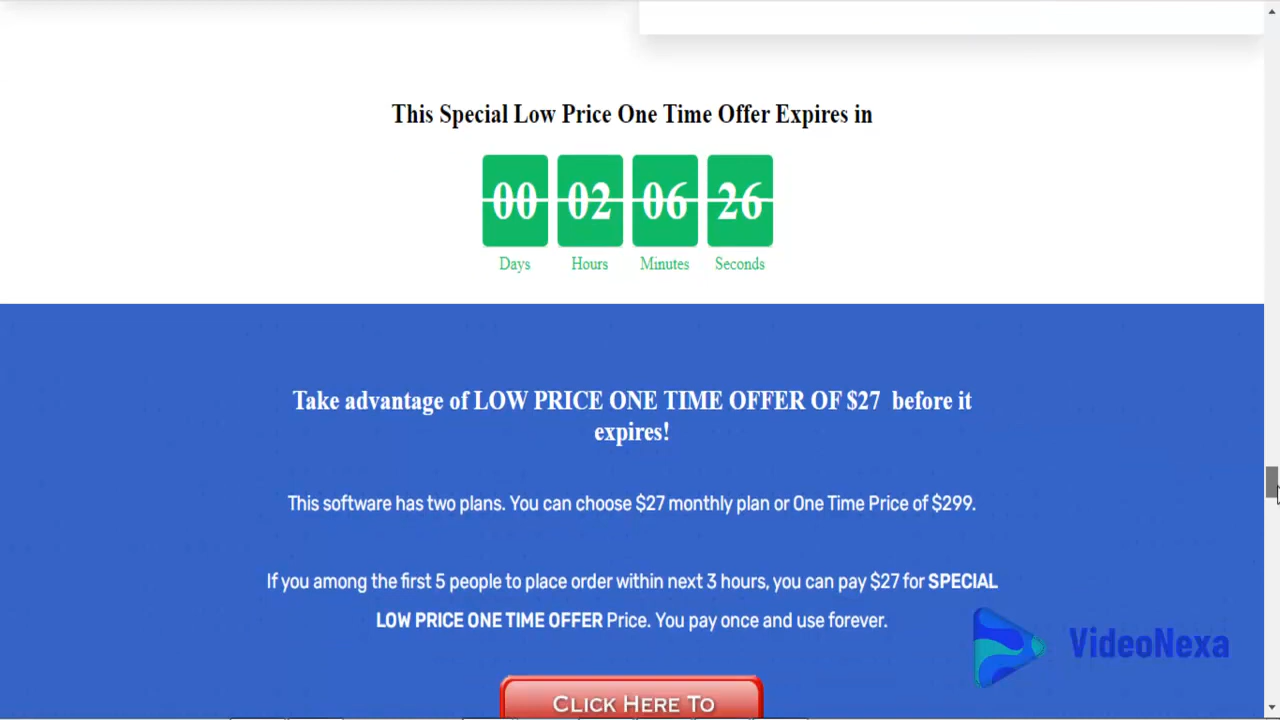 This Special Low Price One Time Offer Expires in
00 02 06 26
Days Hours Minutes Seconds
Take advantage of LOW PRICE ONE TIME OFFER OF $27 before it
expires!
This software has two plans. You can choose $27 monthly plan or One Time Price of $299.
If you among the first 5 people to place order within next 3 hours, you can pay $27 for SPECIAL
LOW PRICE ONE TIME OFFER Price. You pay once and use forever.
VideoNexa
CLICK HERE TO